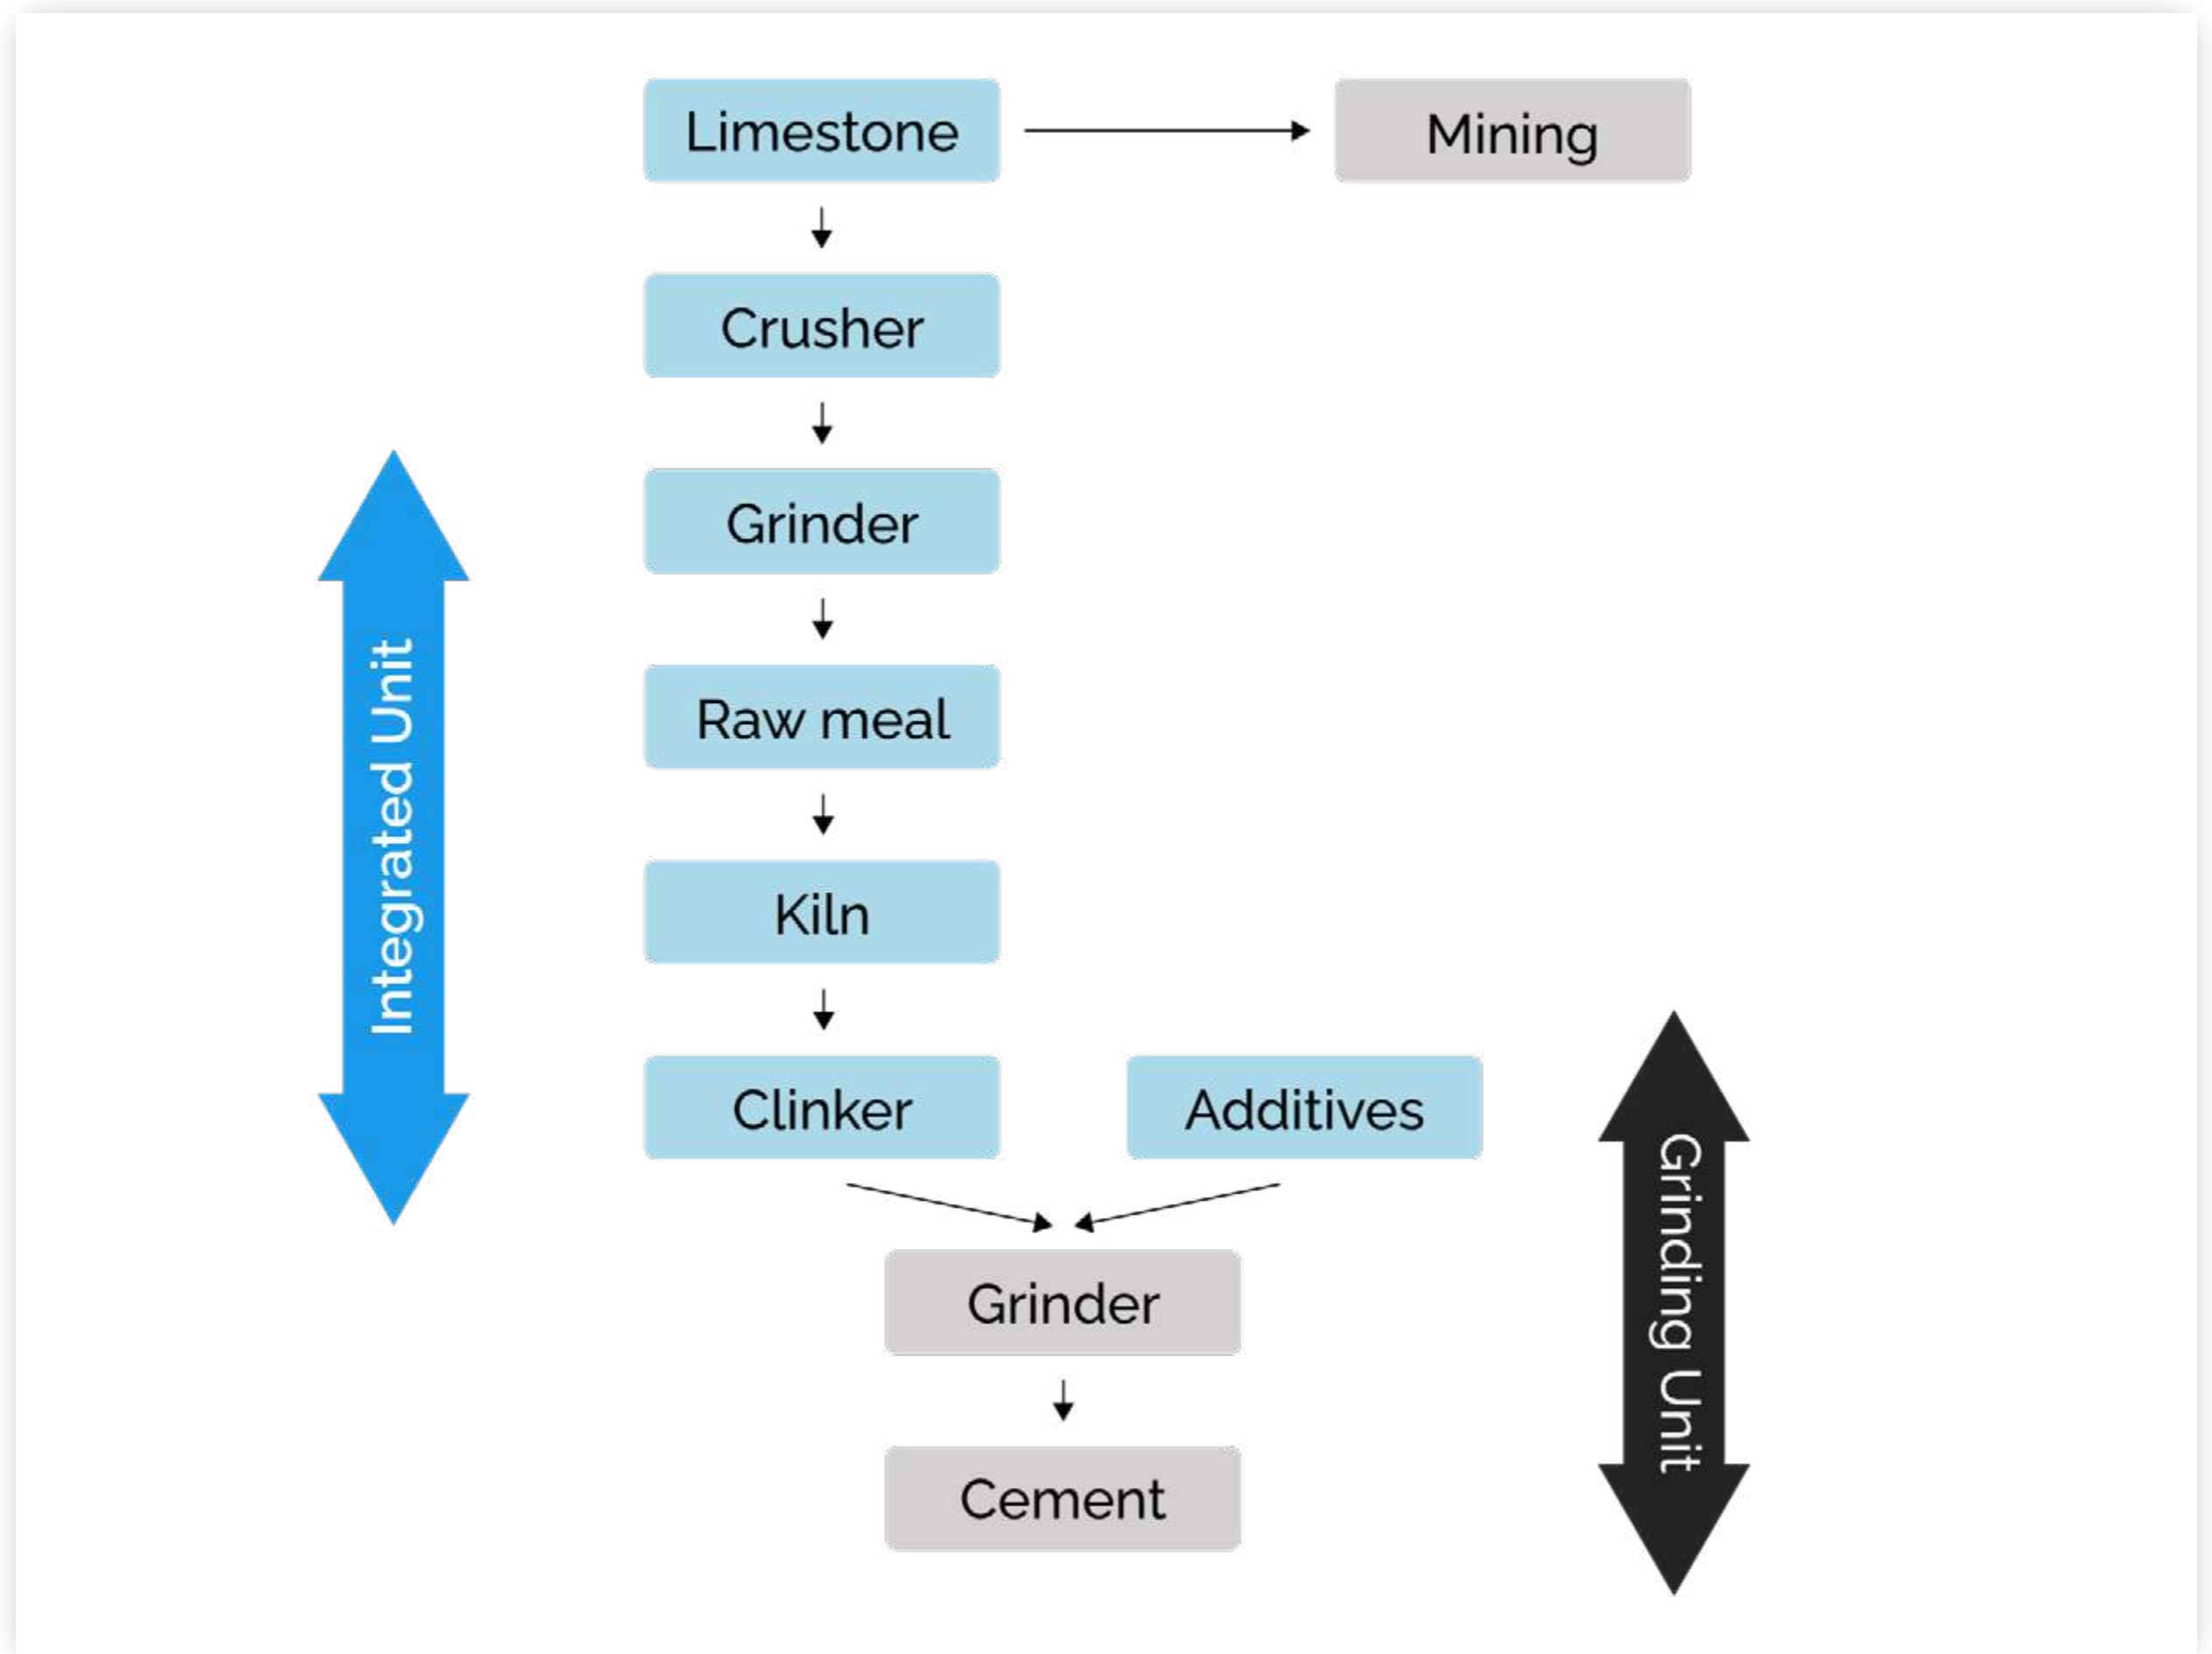 Limestone
Mining
Crusher
Grinder
Raw meal
Kiln
Integrated Unit
Clinker
Additives
Grinder
Cement
Grinding Unit